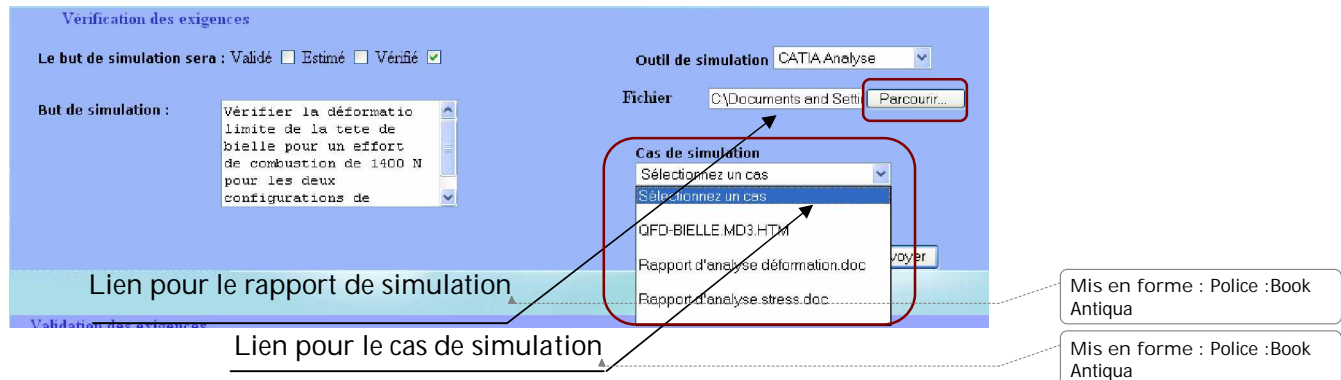 Vérification des exigences
Le but de simulation sera : Validé Estimé Vérifié
Outil de simulation CATIA Analyse
Fichier C:\Documents and Setti Parcourir...
But de simulation :
Vérifier la déformatio
limite de la tete de
bielle pour un effort
de combustion de 1400 N
pour les deux
configurations de
Cas de simulation
Sélectionnez un cas
Sélectionnez un cas
QFD-BIELLE.MD3.HTM
Rapport d'analyse déformation.doc
voyer
Rapport d'analyse stress.doc
Lien pour le rapport de simulation
Mis en forme : Police :Book
Antiqua
Validation des exigences
Lien pour le cas de simulation
Mis en forme : Police :Book
Antiqua